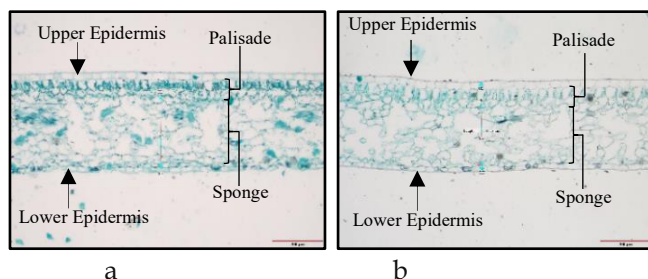 Upper Epidermis
Palisade
Sponge
Lower Epidermis
a
Upper Epidermis
Palisade
Sponge
Lower Epidermis
b